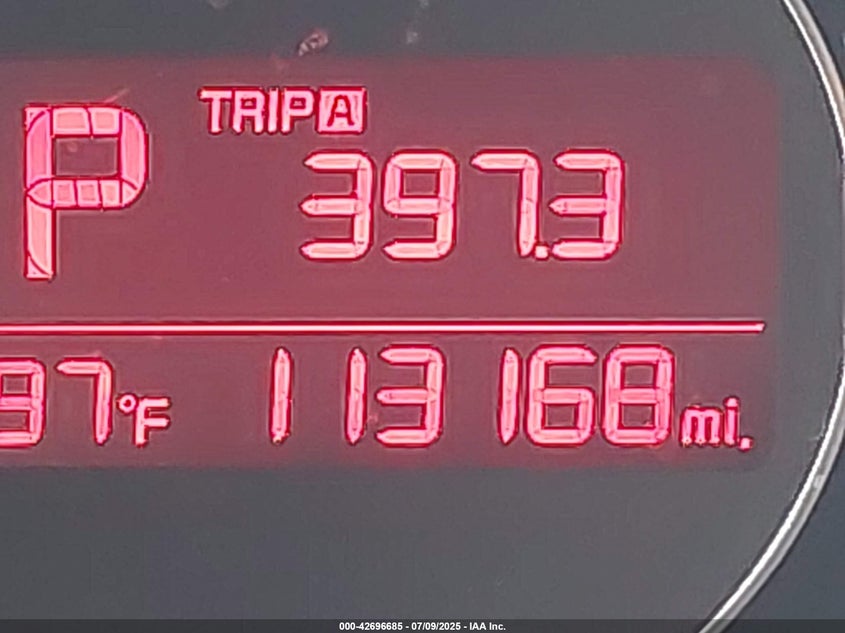 P TRIP A
397.3
97°F 113168 mi.
000-42696685 - 07/09/2025 - IAA Inc.